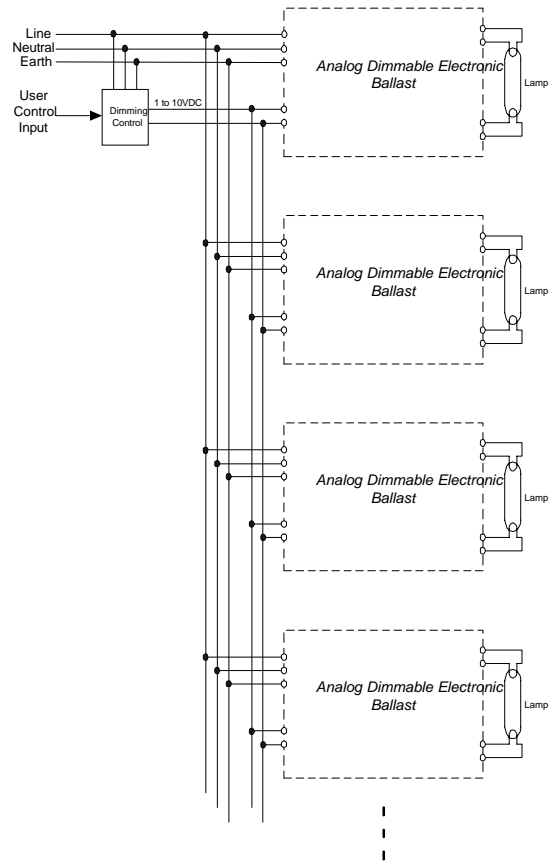 Line
Neutral
Earth
User
Control
Input
Dimming
Control
1 to 10VDC
Analog Dimmable Electronic
Ballast
Lamp
Analog Dimmable Electronic
Ballast
Lamp
Analog Dimmable Electronic
Ballast
Lamp
Analog Dimmable Electronic
Ballast
Lamp